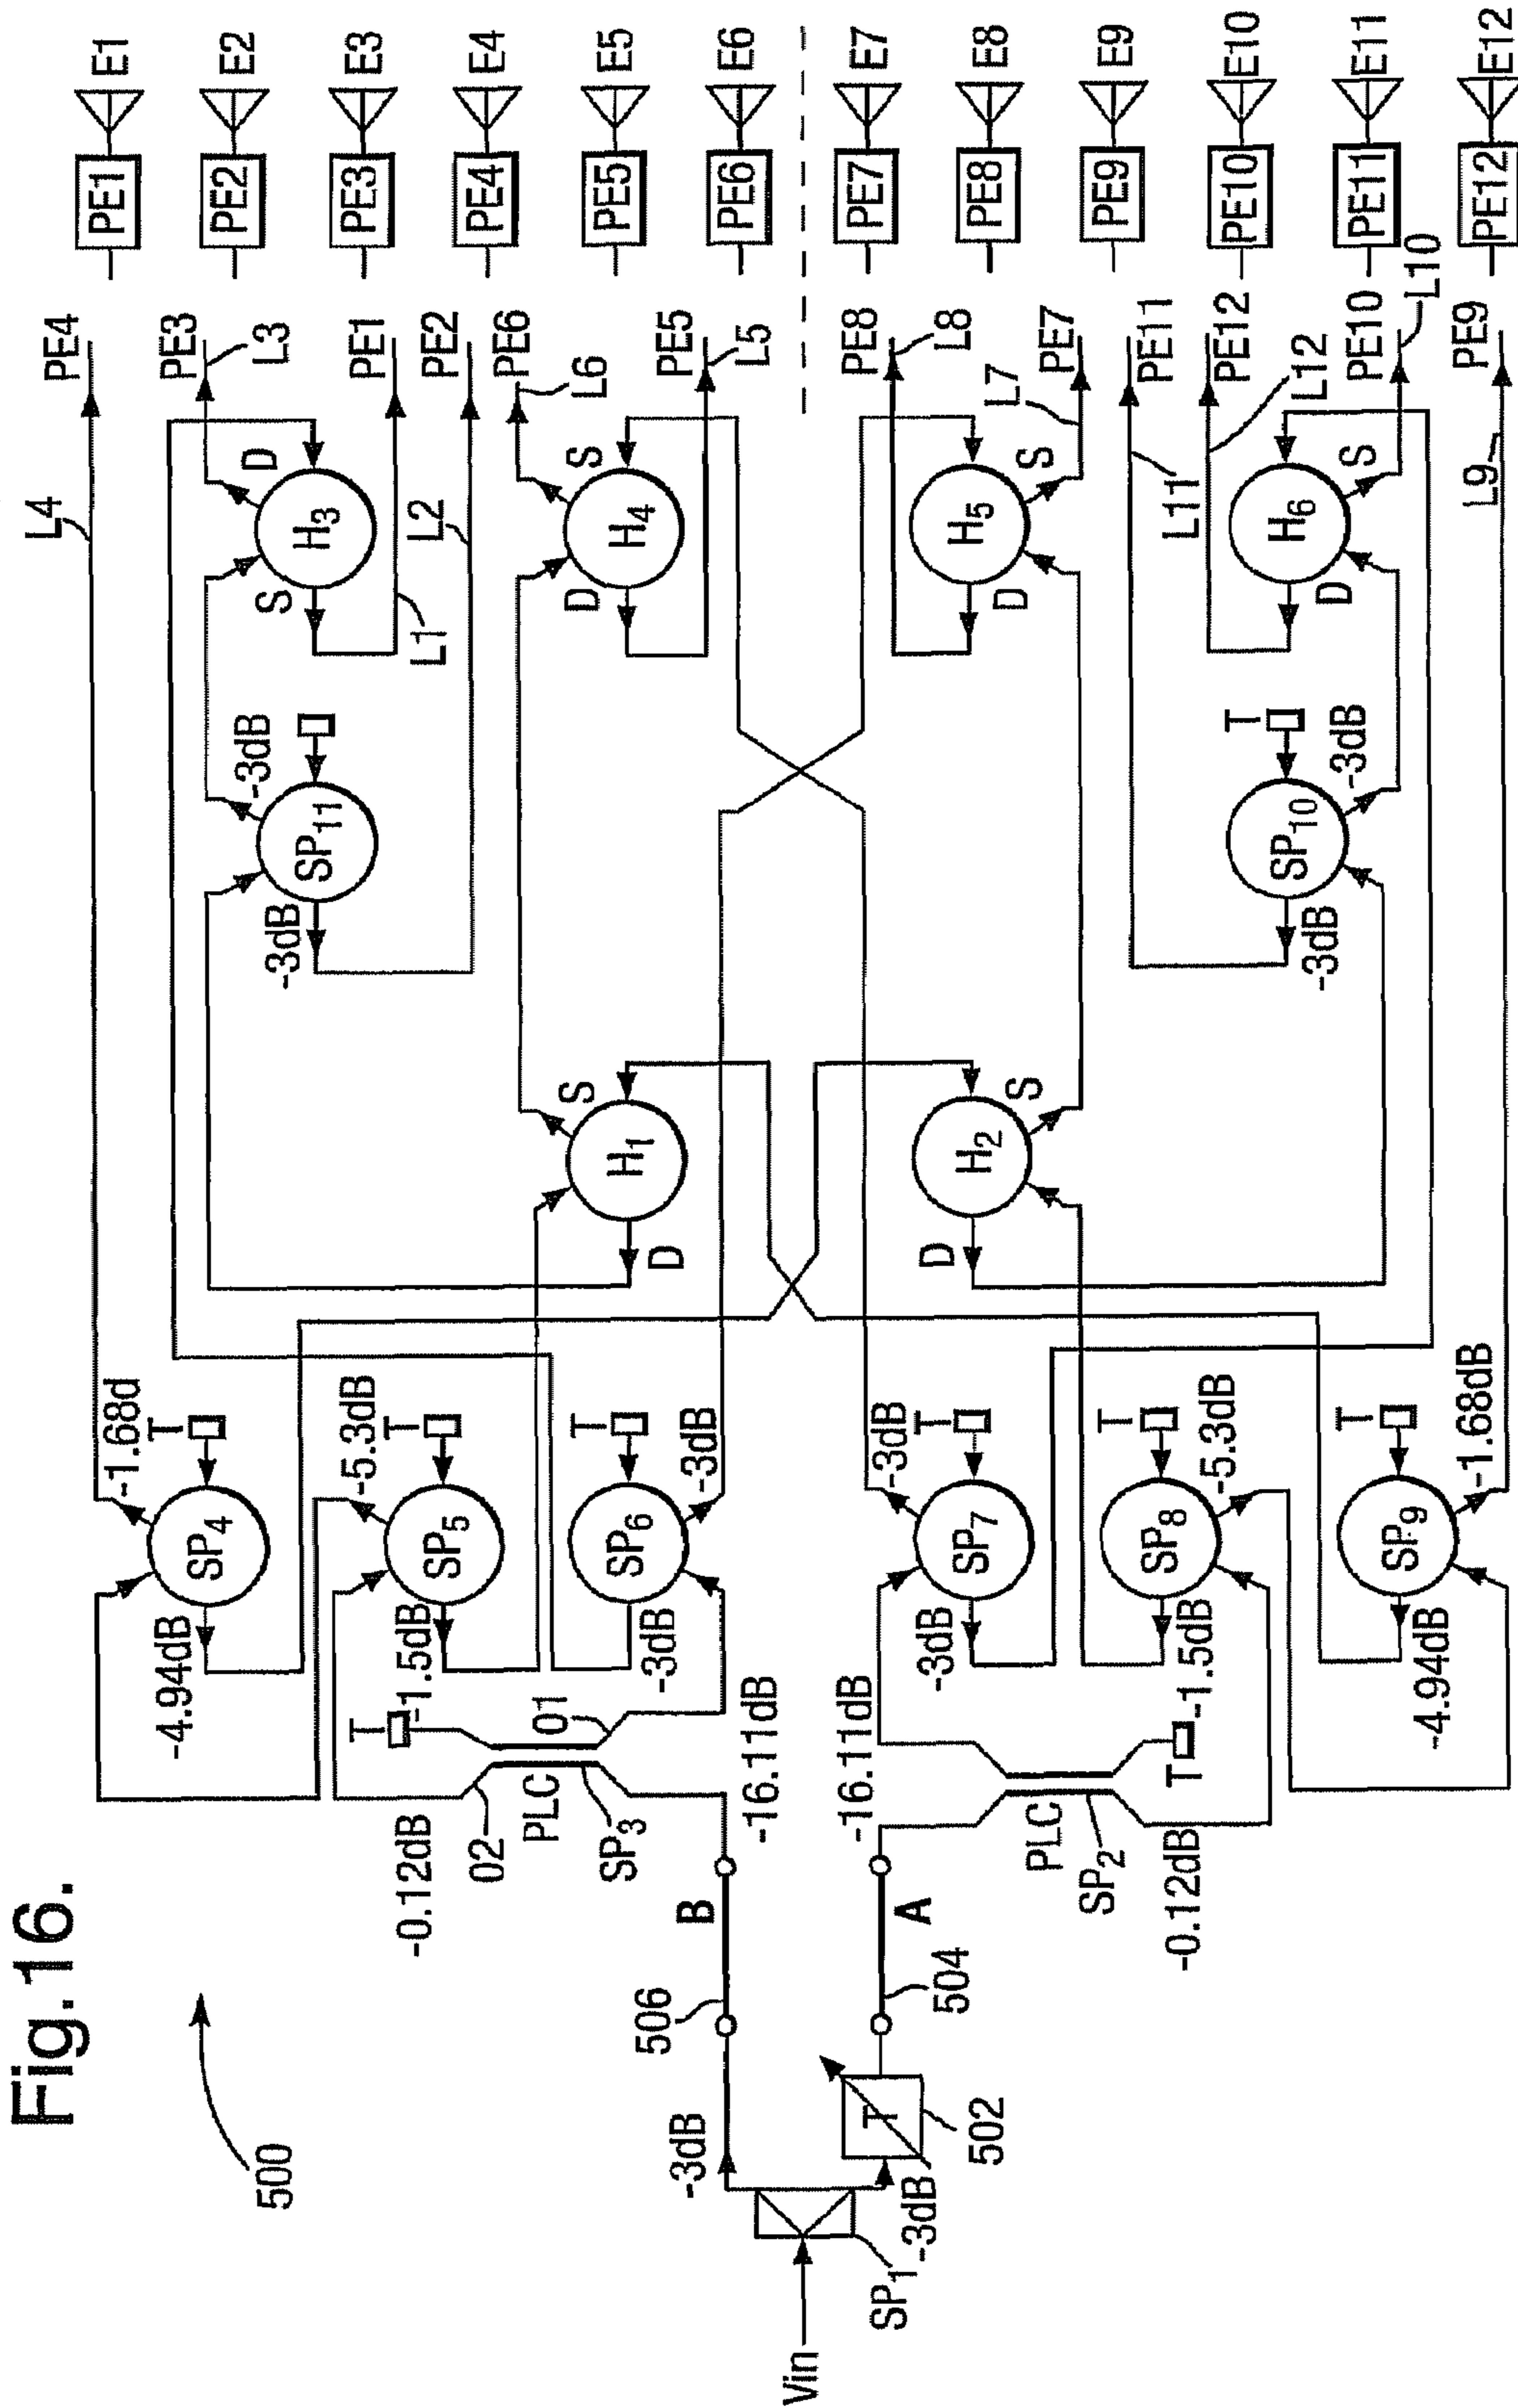 Fig.16.
500
Vin
SP1
-3dB
-3dB
T
502
506
504
B
A
-0.12dB
02
PLC
SP3
01
T
-1.5dB
-16.11dB
-16.11dB
PLC
SP2
-0.12dB
T
-1.5dB
SP4
-1.68d
-4.94dB
T
SP5
-5.3dB
T
SP6
-3dB
-3dB
T
SP7
-3dB
-3dB
T
SP8
-5.3dB
T
SP9
-1.68dB
-4.94dB
T
H1
S
D
H2
S
D
SP11
-3dB
-3dB
SP10
-3dB
-3dB
T
H3
D
S
H4
S
D
H5
S
D
H6
S
D
L4
PE4
PE3
L3
PE1
L1
PE2
L2
PE6
L6
PE5
L5
PE8
L8
PE7
L7
PE11
L11
PE12
L12
PE10
L10
PE9
L9
PE1 E1
PE2 E2
PE3 E3
PE4 E4
PE5 E5
PE6 E6
PE7 E7
PE8 E8
PE9 E9
PE10 E10
PE11 E11
PE12 E12